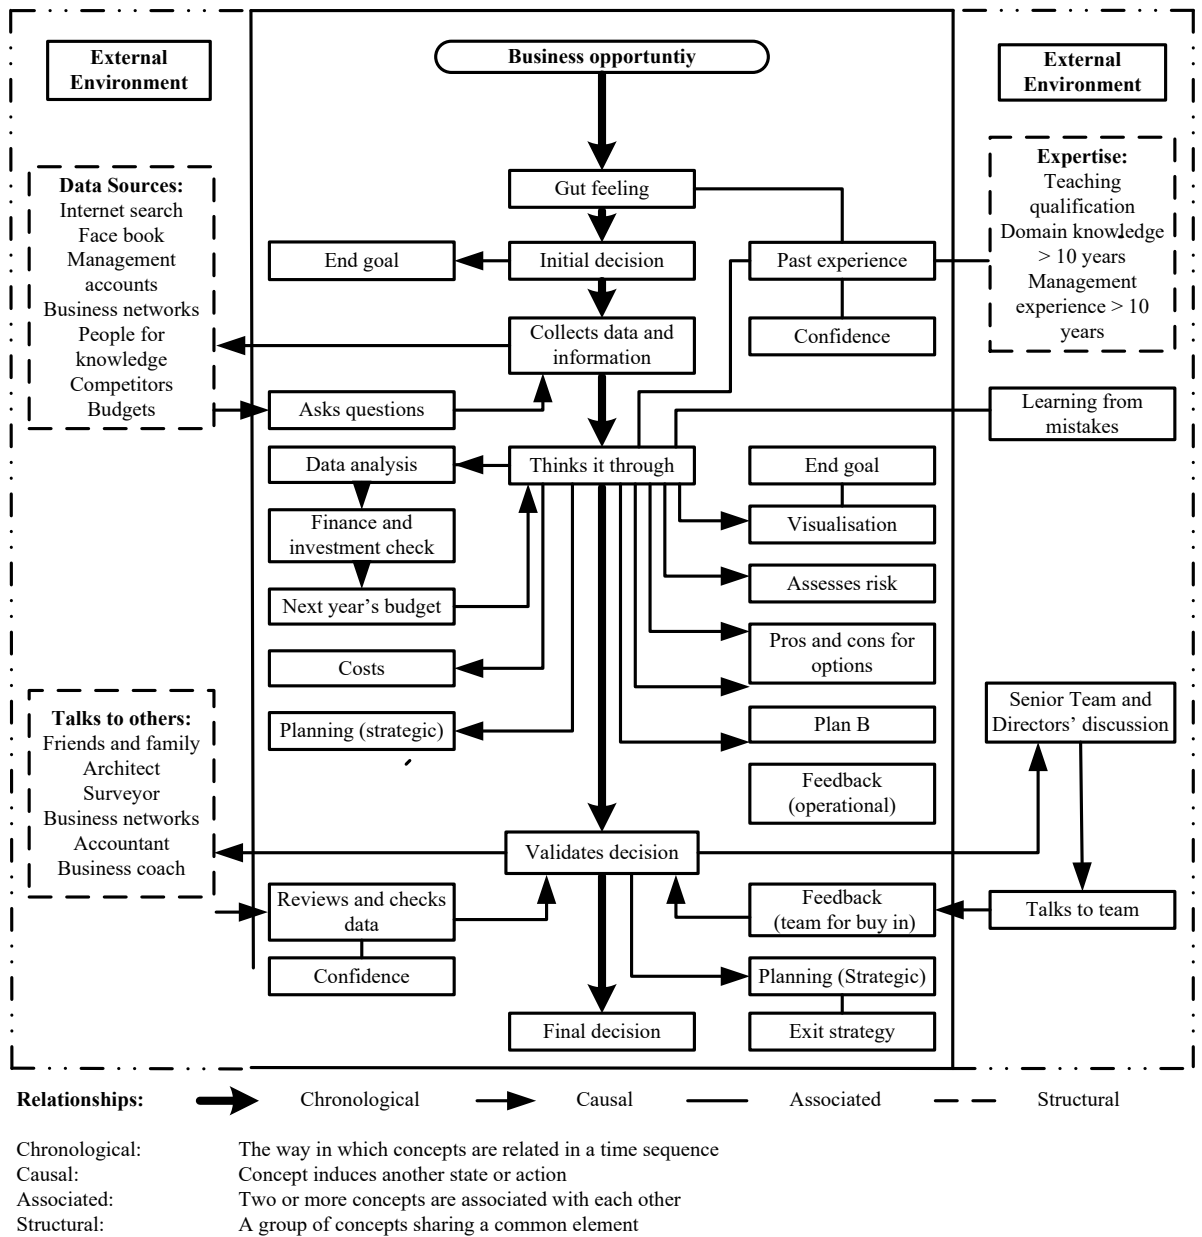 Business opportuntiy
External
Environment
External
Environment
Data Sources:
Internet search
Face book
Management
accounts
Business networks
People for
knowledge
Competitors
Budgets
Talks to others:
Friends and family
Architect
Surveyor
Business networks
Accountant
Business coach
Gut feeling
End goal
Initial decision
Past experience
Collects data and
information
Confidence
Asks questions
Data analysis
Thinks it through
End goal
Finance and
investment check
Visualisation
Next year's budget
Assesses risk
Costs
Pros and cons for
options
Planning (strategic)
Plan B
Feedback
(operational)
Validates decision
Reviews and checks
data
Feedback
(team for buy in)
Confidence
Planning (Strategic)
Final decision
Exit strategy
Expertise:
Teaching
qualification
Domain knowledge
> 10 years
Management
experience > 10
years
Learning from
mistakes
Senior Team and
Directors' discussion
Talks to team
Relationships: Chronological Causal Associated Structural
Chronological: The way in which concepts are related in a time sequence
Causal: Concept induces another state or action
Associated: Two or more concepts are associated with each other
Structural: A group of concepts sharing a common element